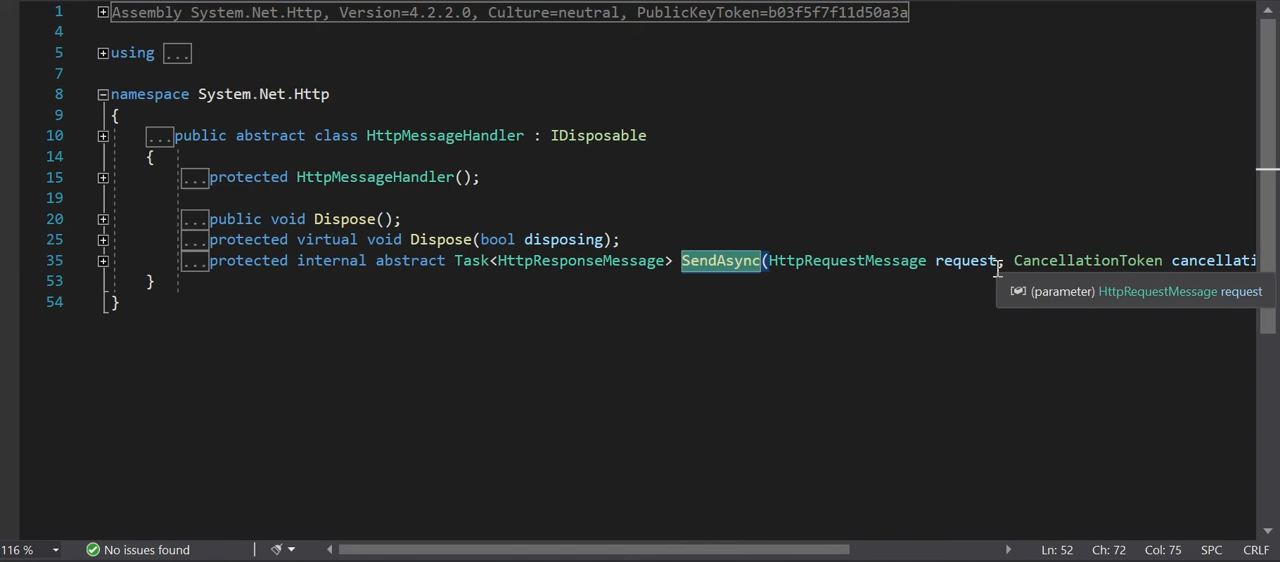 1 Assembly System.Net.Http, Version=4.2.2.0, Culture=neutral, PublicKeyToken=b03f5f7f11d50a3a
4
5 using ...
7
8 namespace System.Net.Http
9 {
10 ...public abstract class HttpMessageHandler : IDisposable
14 {
15 ...protected HttpMessageHandler();
19
20 ...public void Dispose();
25 ...protected virtual void Dispose(bool disposing);
35 ...protected internal abstract Task<HttpResponseMessage> SendAsync(HttpRequestMessage request, CancellationToken cancellati
(parameter) HttpRequestMessage request
53 }
54 }
116 % No issues found Ln: 52 Ch: 72 Col: 75 SPC CRLF